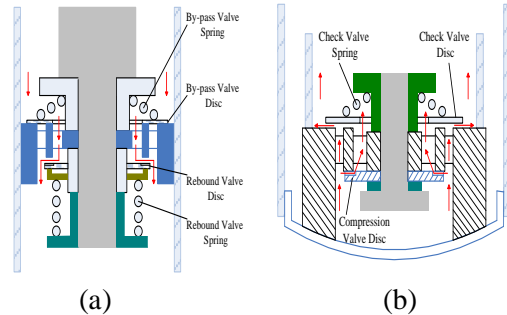 By-pass Valve
Spring
By-pass Valve
Disc
Rebound Valve
Disc
Rebound Valve
Spring
(a)
Check Valve
Spring
Check Valve
Disc
Compression
Valve Disc
(b)